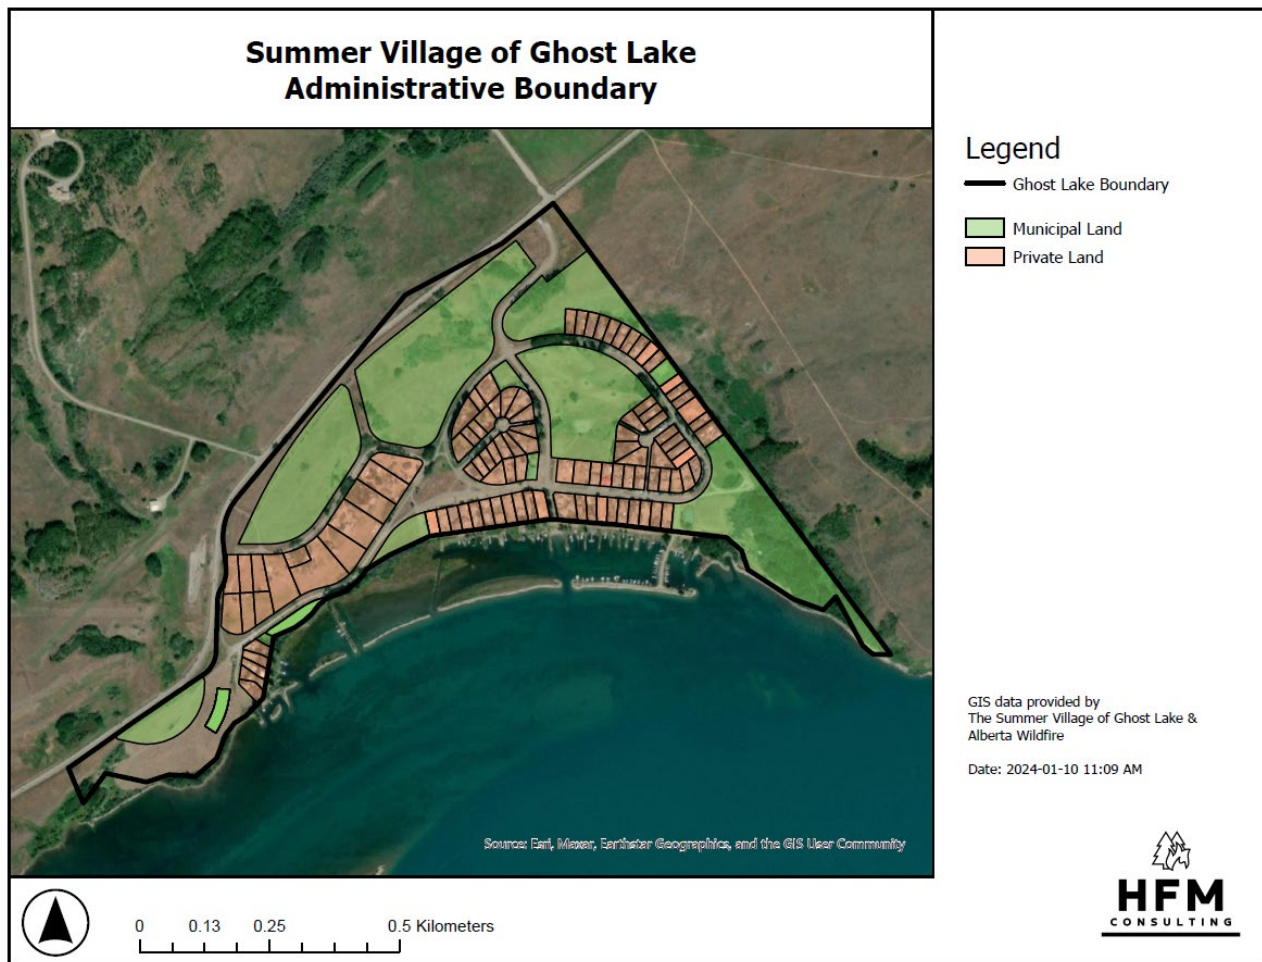 Summer Village of Ghost Lake
Administrative Boundary
Legend
Ghost Lake Boundary
Municipal Land
Private Land
GIS data provided by
The Summer Village of Ghost Lake &
Alberta Wildfire
Date: 2024-01-10 11:09 AM
Source: Esri, Maxar, Earthstar Geographics, and the GIS User Community
0 0.13 0.25 0.5 Kilometers
HFM
CONSULTING